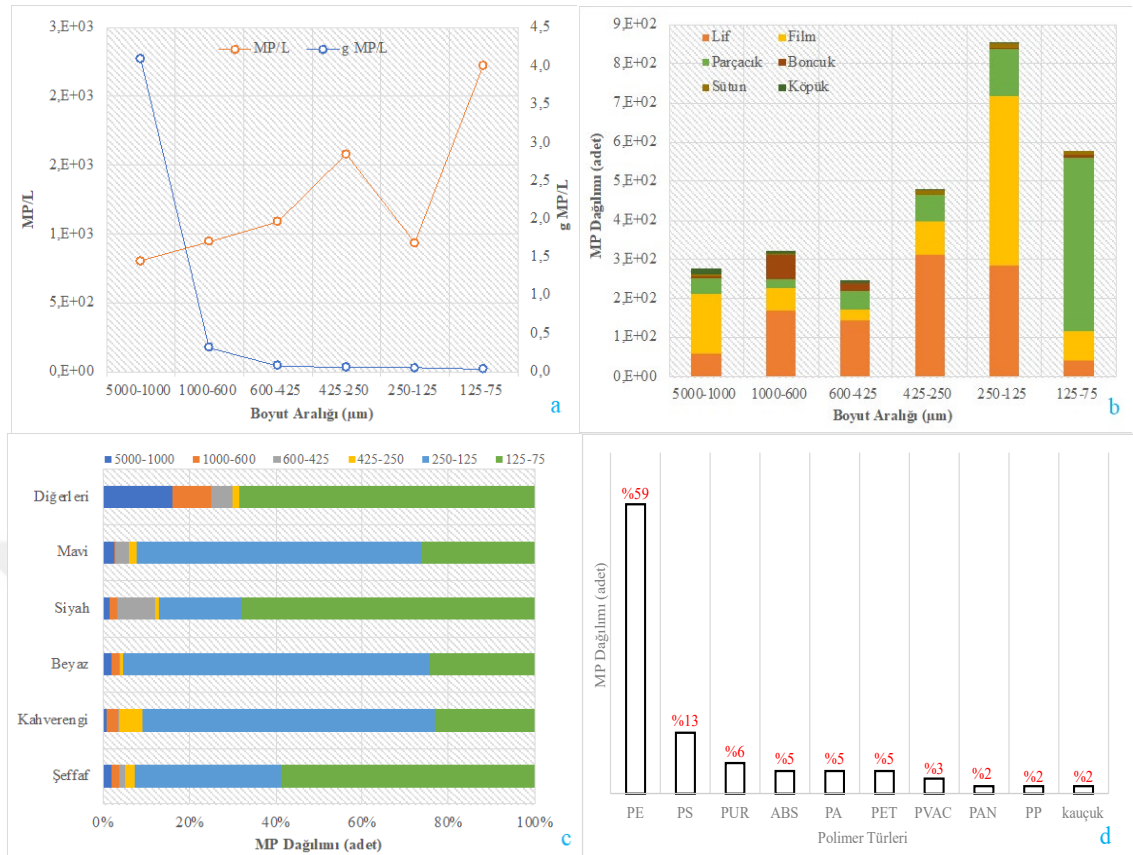 MP/L
g MP/L
3,E+03
2,E+03
2,E+03
1,E+03
5,E+02
0,E+00
4,5
4,0
3,5
3,0
2,5
2,0
1,5
1,0
0,5
0,0
MP/L
g MP/L
5000-1000
1000-600
600-425
425-250
250-125
125-75
Boyut Aralığı (µm)
a
Lif
Film
Parçacık
Boncuk
Sütun
Köpük
9,E+02
8,E+02
7,E+02
6,E+02
5,E+02
4,E+02
3,E+02
2,E+02
1,E+02
0,E+00
MP Dağılımı (adet)
5000-1000
1000-600
600-425
425-250
250-125
125-75
Boyut Aralığı (µm)
b
5000-1000
1000-600
600-425
425-250
250-125
125-75
Diğerleri
Mavi
Siyah
Beyaz
Kahverengi
Şeffaf
0%
20%
40%
60%
80%
100%
MP Dağılımı (adet)
c
MP Dağılımı (adet)
%59
%13
%6
%5
%5
%5
%3
%2
%2
%2
PE
PS
PUR
ABS
PA
PET
PVAC
PAN
PP
kauçuk
Polimer Türleri
d